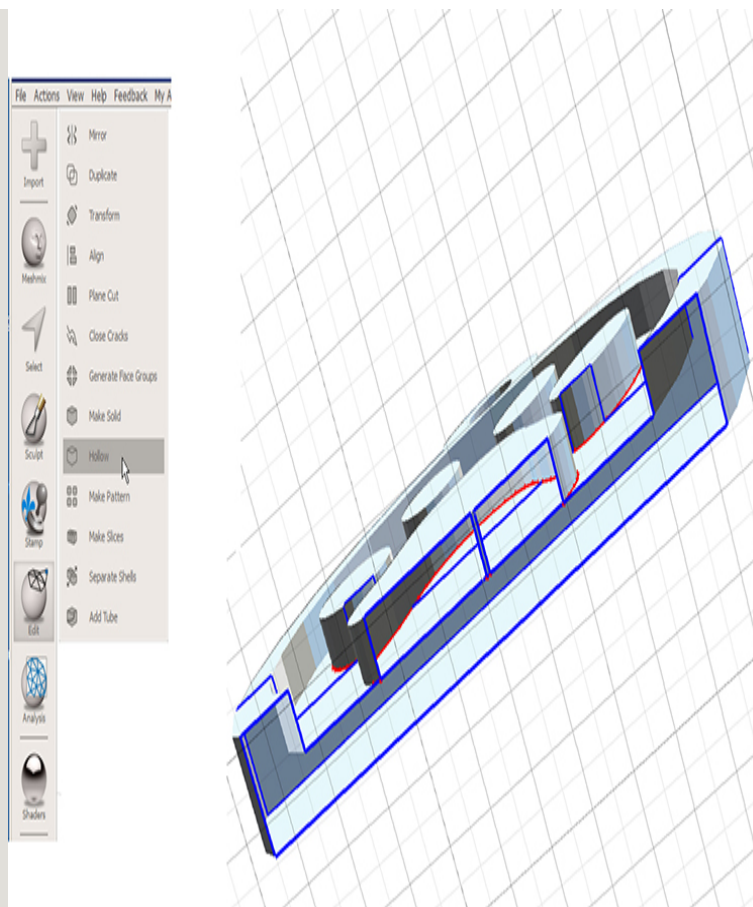 File Actions View Help Feedback My A
Import
Meshmix
Select
Sculpt
Stamp
Edit
Analysis
Shaders
Mirror
Duplicate
Transform
Align
Plane Cut
Close Cracks
Generate Face Groups
Make Solid
Hollow
Make Pattern
Make Slices
Separate Shells
Add Tube